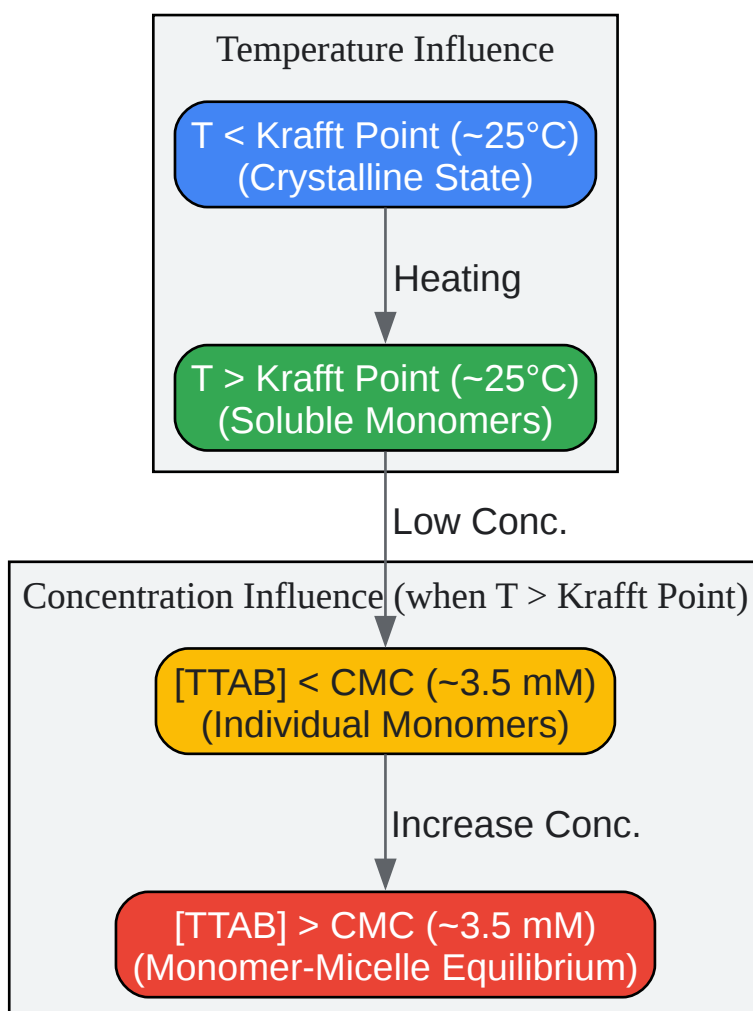 Temperature Influence
T < Krafft Point (~25°C)
(Crystalline State)
Heating
T > Krafft Point (~25°C)
(Soluble Monomers)
Low Conc.
Concentration Influence (when T > Krafft Point)
[TTAB] < CMC (~3.5 mM)
(Individual Monomers)
Increase Conc.
[TTAB] > CMC (~3.5 mM)
(Monomer-Micelle Equilibrium)